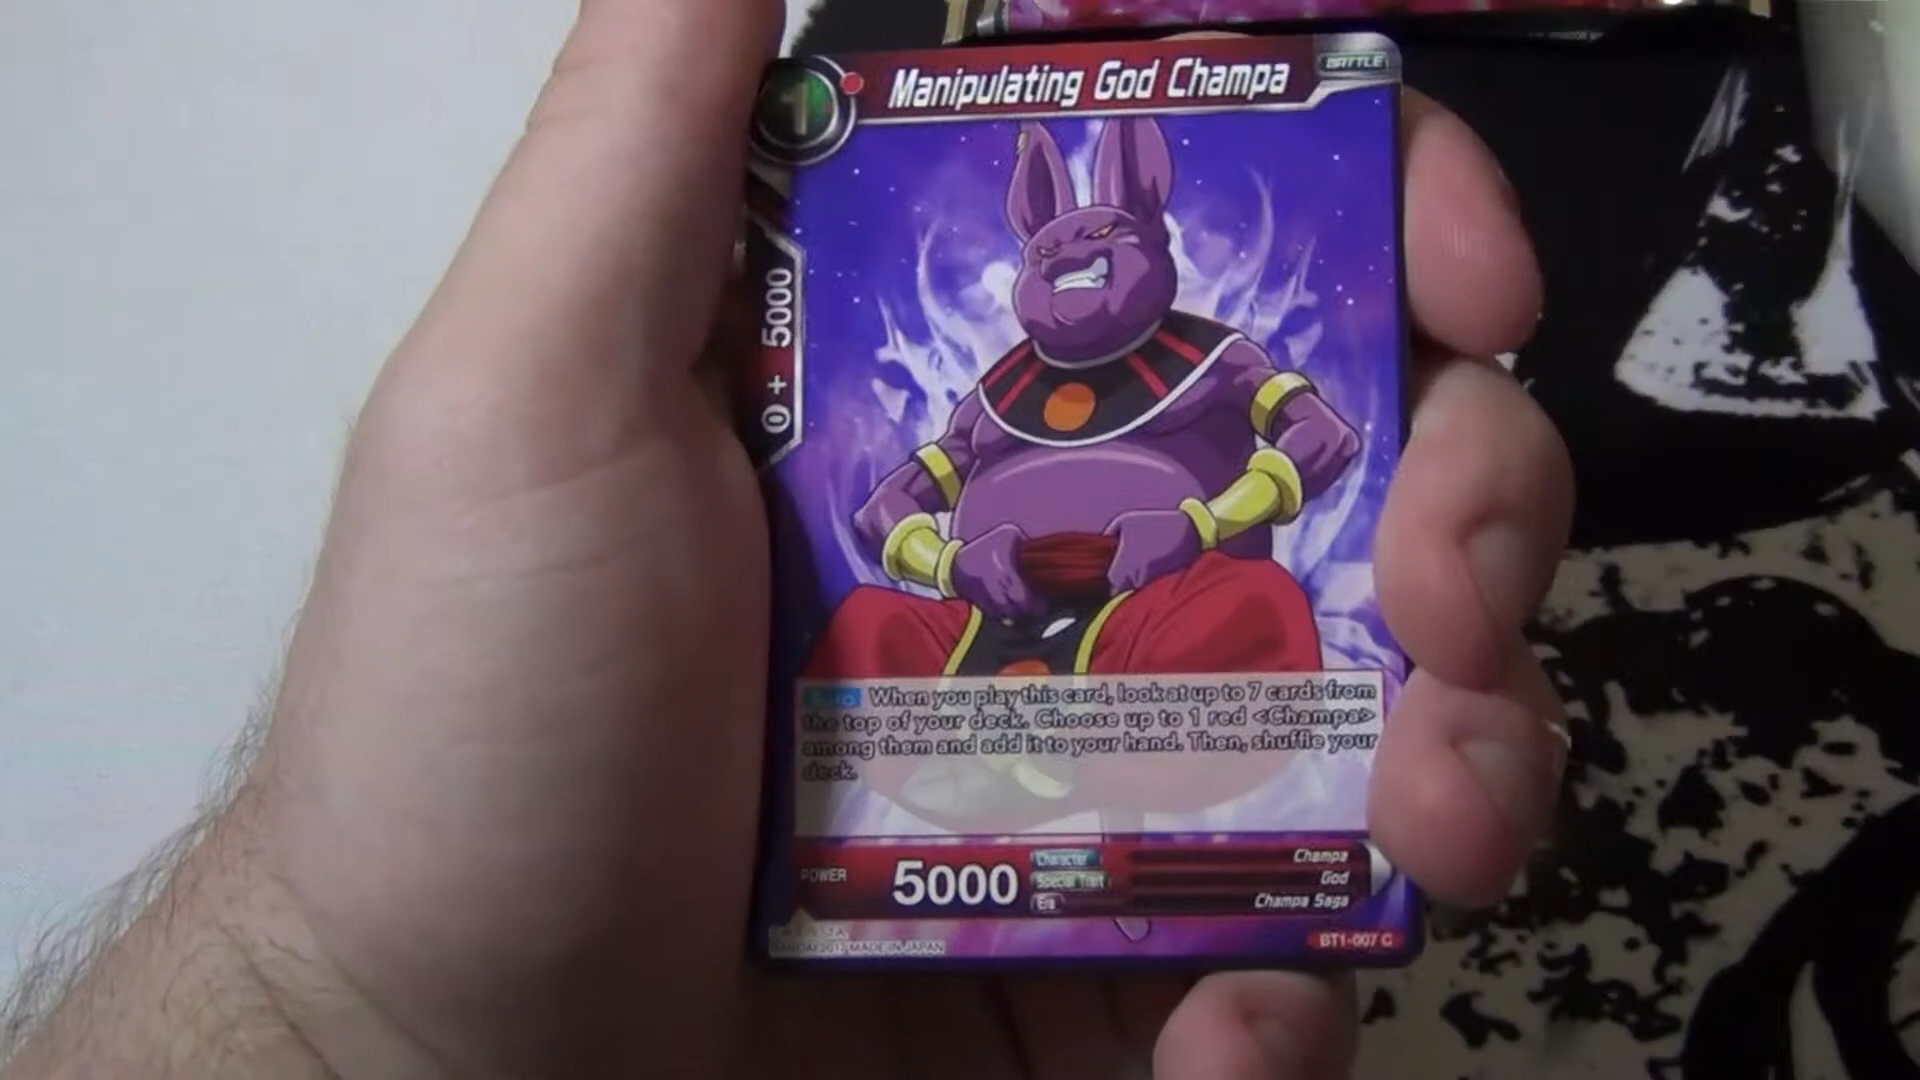 1
Manipulating God Champa
BATTLE
0 + 5000
Auto When you play this card, look at up to 7 cards from
the top of your deck. Choose up to 1 red <Champa>
among them and add it to your hand. Then, shuffle your
deck.
POWER 5000
Character Champa
Special Trait God
Era Champa Saga
BANDAI 2017 MADE IN JAPAN
BT1-007 C